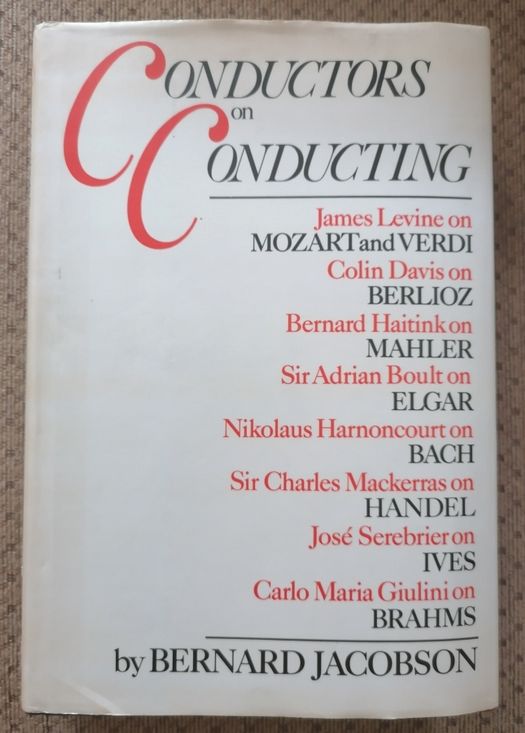 CONDUCTORS
on
CONDUCTING
James Levine on
MOZART and VERDI
Colin Davis on
BERLIOZ
Bernard Haitink on
MAHLER
Sir Adrian Boult on
ELGAR
Nikolaus Harnoncourt on
BACH
Sir Charles Mackerras on
HANDEL
José Serebrier on
IVES
Carlo Maria Giulini on
BRAHMS
by BERNARD JACOBSON